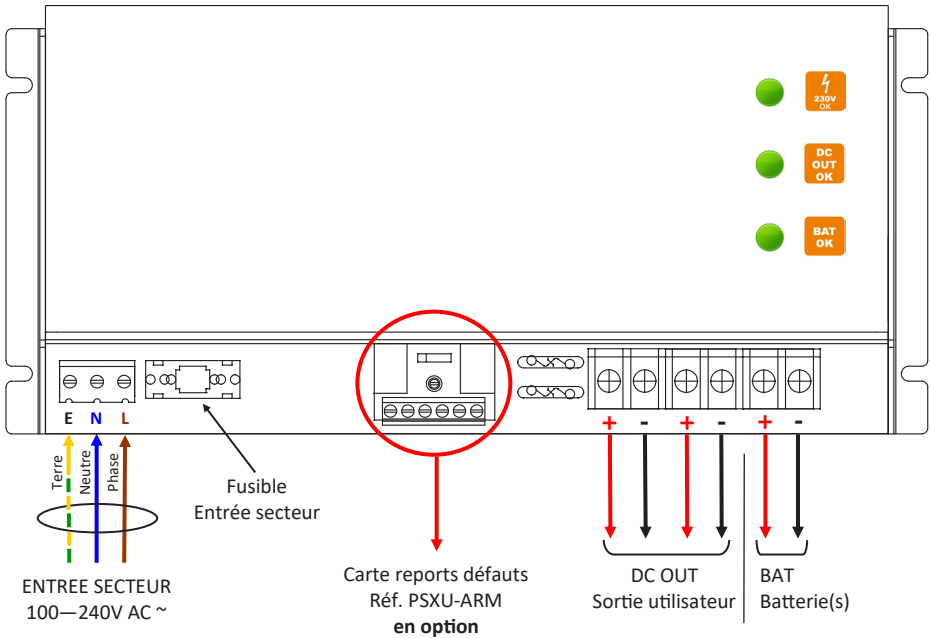 230V
OK
DC
OUT
OK
BAT
OK
E N L
+ - + - + -
Terre
Neutre
Phase
Fusible
Entrée secteur
ENTREE SECTEUR
100—240V AC ~
Carte reports défauts
Réf. PSXU-ARM
en option
DC OUT
Sortie utilisateur
BAT
Batterie(s)